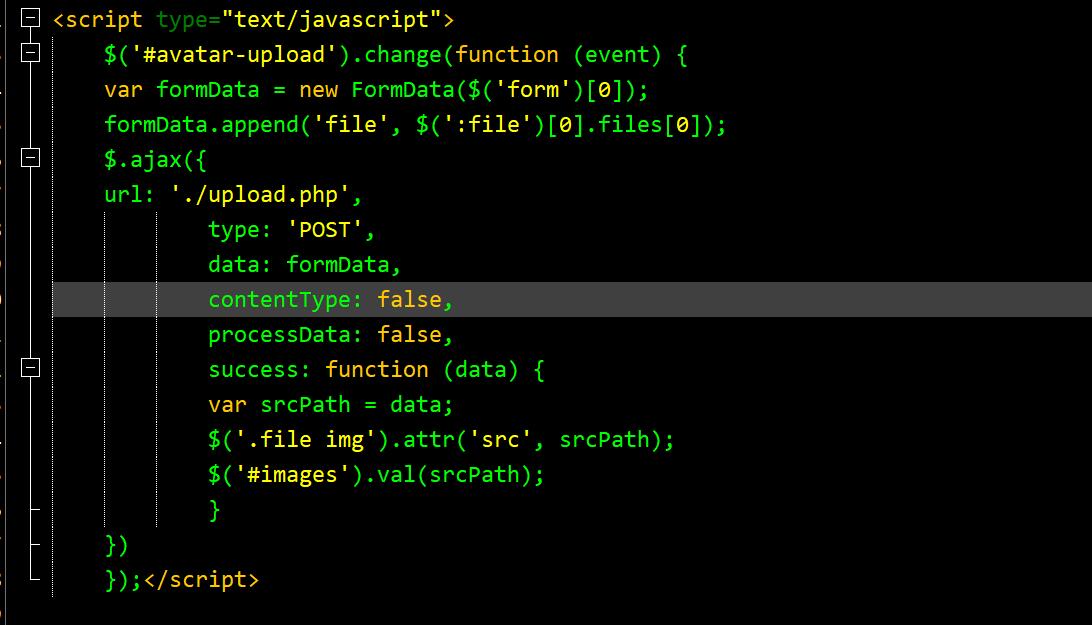 <script type="text/javascript">
$('#avatar-upload').change(function (event) {
var formData = new FormData($('form')[0]);
formData.append('file', $(':file')[0].files[0]);
$.ajax({
url: './upload.php',
type: 'POST',
data: formData,
contentType: false,
processData: false,
success: function (data) {
var srcPath = data;
$('.file img').attr('src', srcPath);
$('#images').val(srcPath);
}
})
});</script>